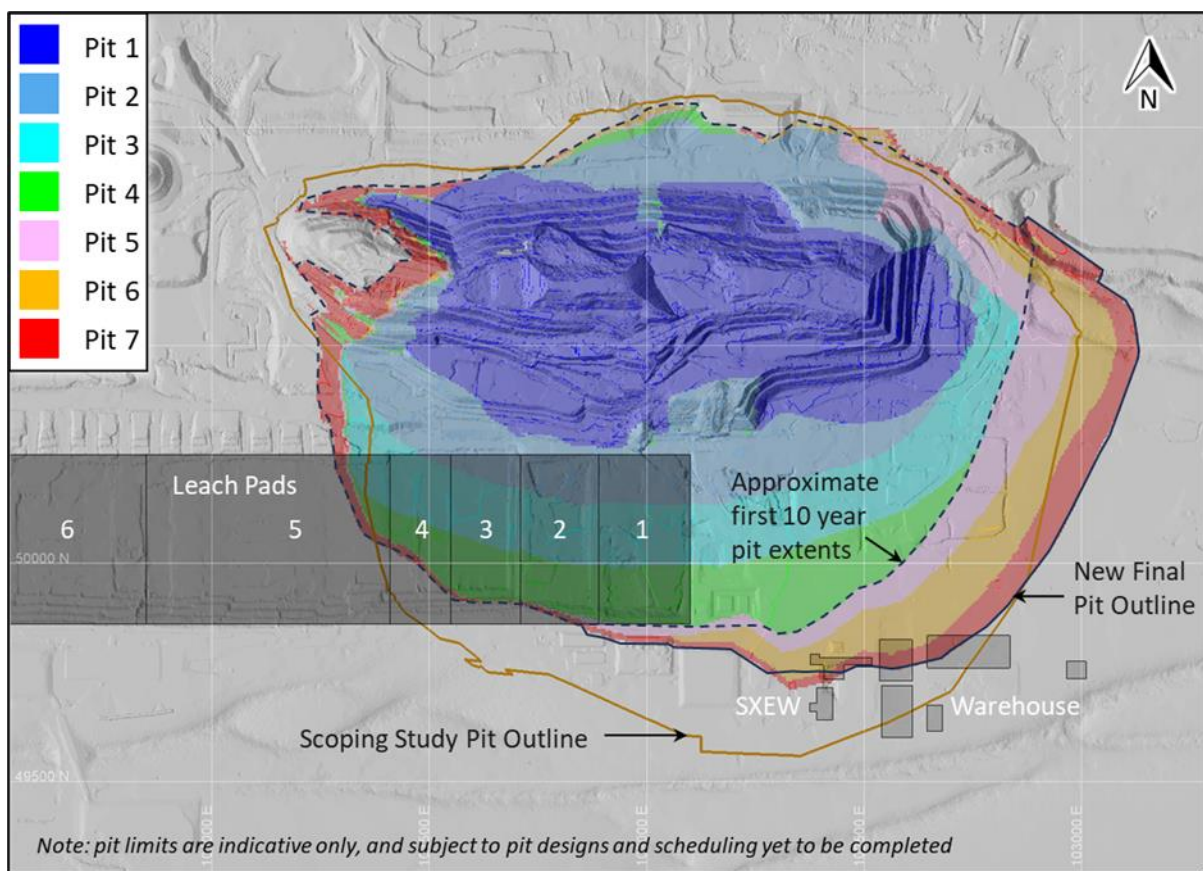 Pit 1
Pit 2
Pit 3
Pit 4
Pit 5
Pit 6
Pit 7
N
Leach Pads
6
5
4
3
2
1
Approximate
first 10 year
pit extents
50000 N
New Final
Pit Outline
SXEW
Warehouse
Scoping Study Pit Outline
49500 N
103000 E
Note: pit limits are indicative only, and subject to pit designs and scheduling yet to be completed